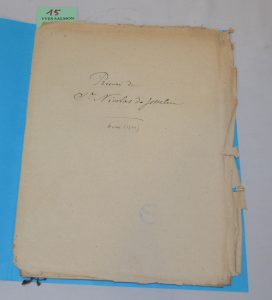 15
YVES SALMON
Prieuré de
St Nicolas de Josselin